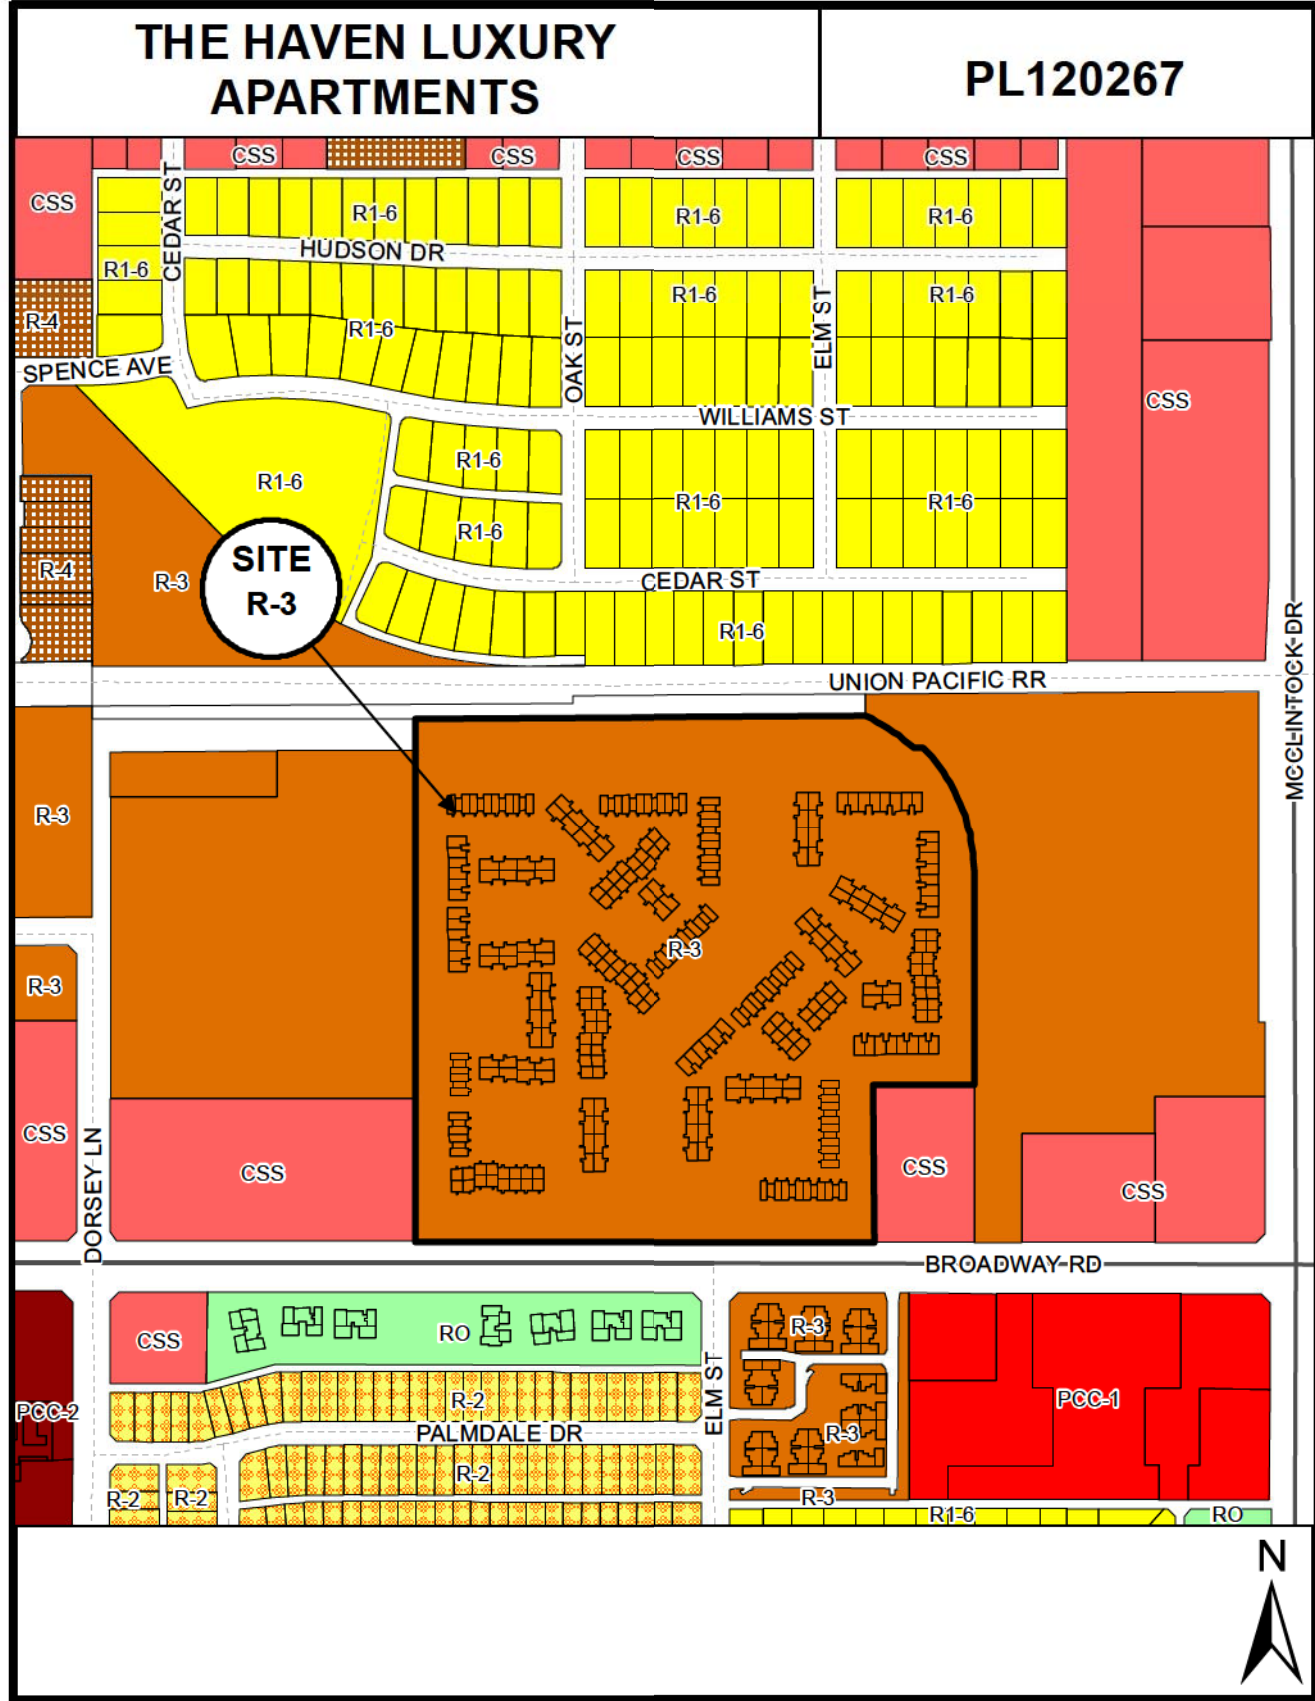 THE HAVEN LUXURY
APARTMENTS
PL120267
CSS
CSS
CSS
CSS
CSS
CEDAR ST
R1-6
R1-6
R1-6
HUDSON DR
R1-6
R-4
R1-6
R1-6
R1-6
OAK ST
ELM ST
SPENCE AVE
CSS
WILLIAMS ST
R1-6
R1-6
R1-6
R1-6
R1-6
SITE
R-3
R-4
R-3
CEDAR ST
R1-6
UNION PACIFIC RR
MCCLINTOCK DR
R-3
R-3
R-3
CSS
DORSEY LN
CSS
CSS
CSS
BROADWAY RD
CSS
RO
R-3
ELM ST
PCC-2
R-2
PCC-1
PALMDALE DR
R-3
R-2
R-2
R-2
R-3
R1-6
RO
N